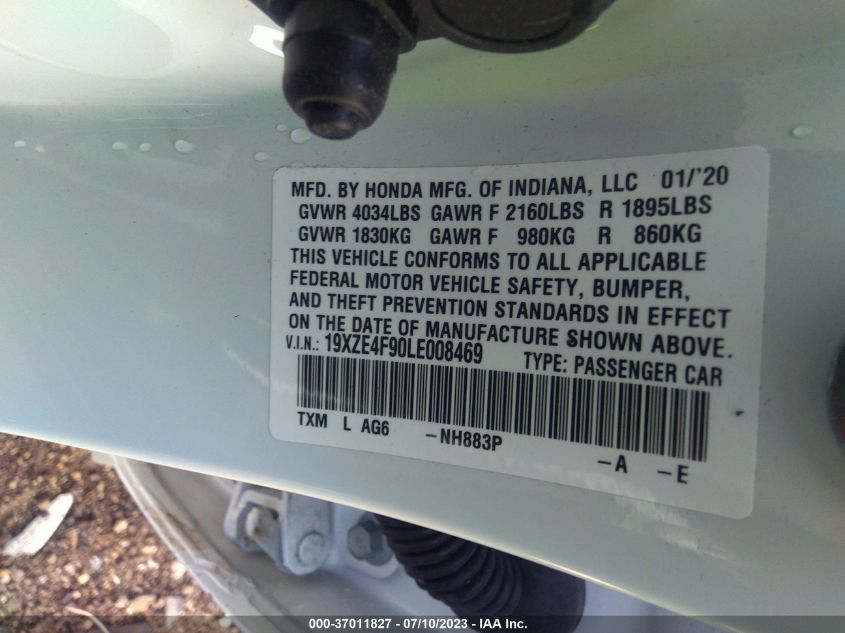 MFD. BY HONDA MFG. OF INDIANA, LLC 01/'20
GVWR 4034LBS GAWR F 2160LBS R 1895LBS
GVWR 1830KG GAWR F 980KG R 860KG
THIS VEHICLE CONFORMS TO ALL APPLICABLE
FEDERAL MOTOR VEHICLE SAFETY, BUMPER,
AND THEFT PREVENTION STANDARDS IN EFFECT
ON THE DATE OF MANUFACTURE SHOWN ABOVE.
V.I.N.: 19XZE4F90LE008469 TYPE: PASSENGER CAR
TXM L AG6 -NH883P -A -E
000-37011827 - 07/10/2023 - IAA Inc.